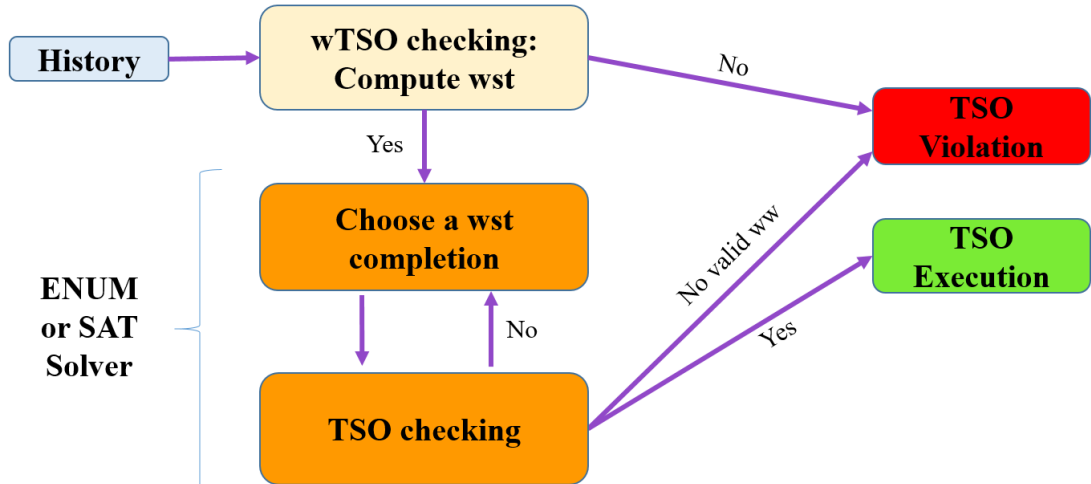 History
wTSO checking:
Compute wst
No
TSO
Violation
Yes
Choose a wst
completion
No valid ww
TSO
Execution
ENUM
or SAT
Solver
No
Yes
TSO checking